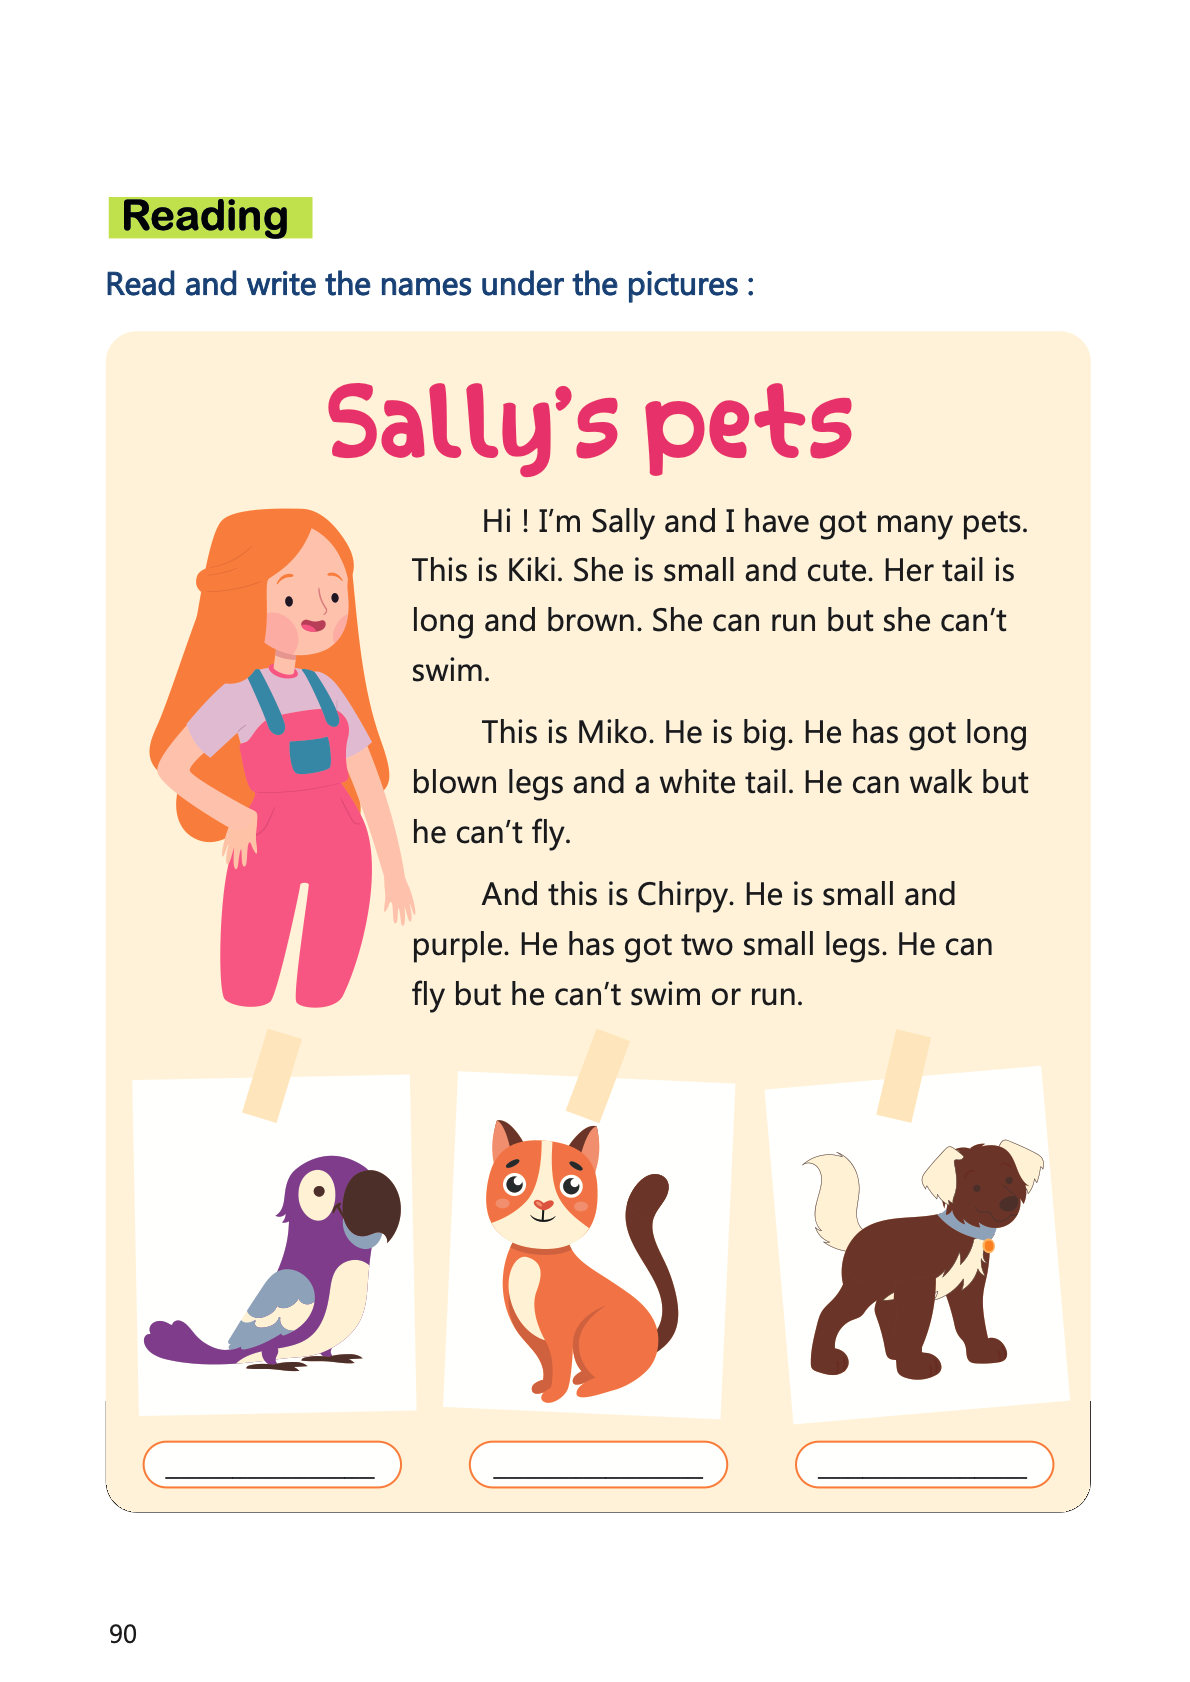 Reading
Read and write the names under the pictures :
Sally's pets
Hi ! I'm Sally and I have got many pets.
This is Kiki. She is small and cute. Her tail is
long and brown. She can run but she can't
swim.
This is Miko. He is big. He has got long
blown legs and a white tail. He can walk but
he can't fly.
And this is Chirpy. He is small and
purple. He has got two small legs. He can
fly but he can't swim or run.
90